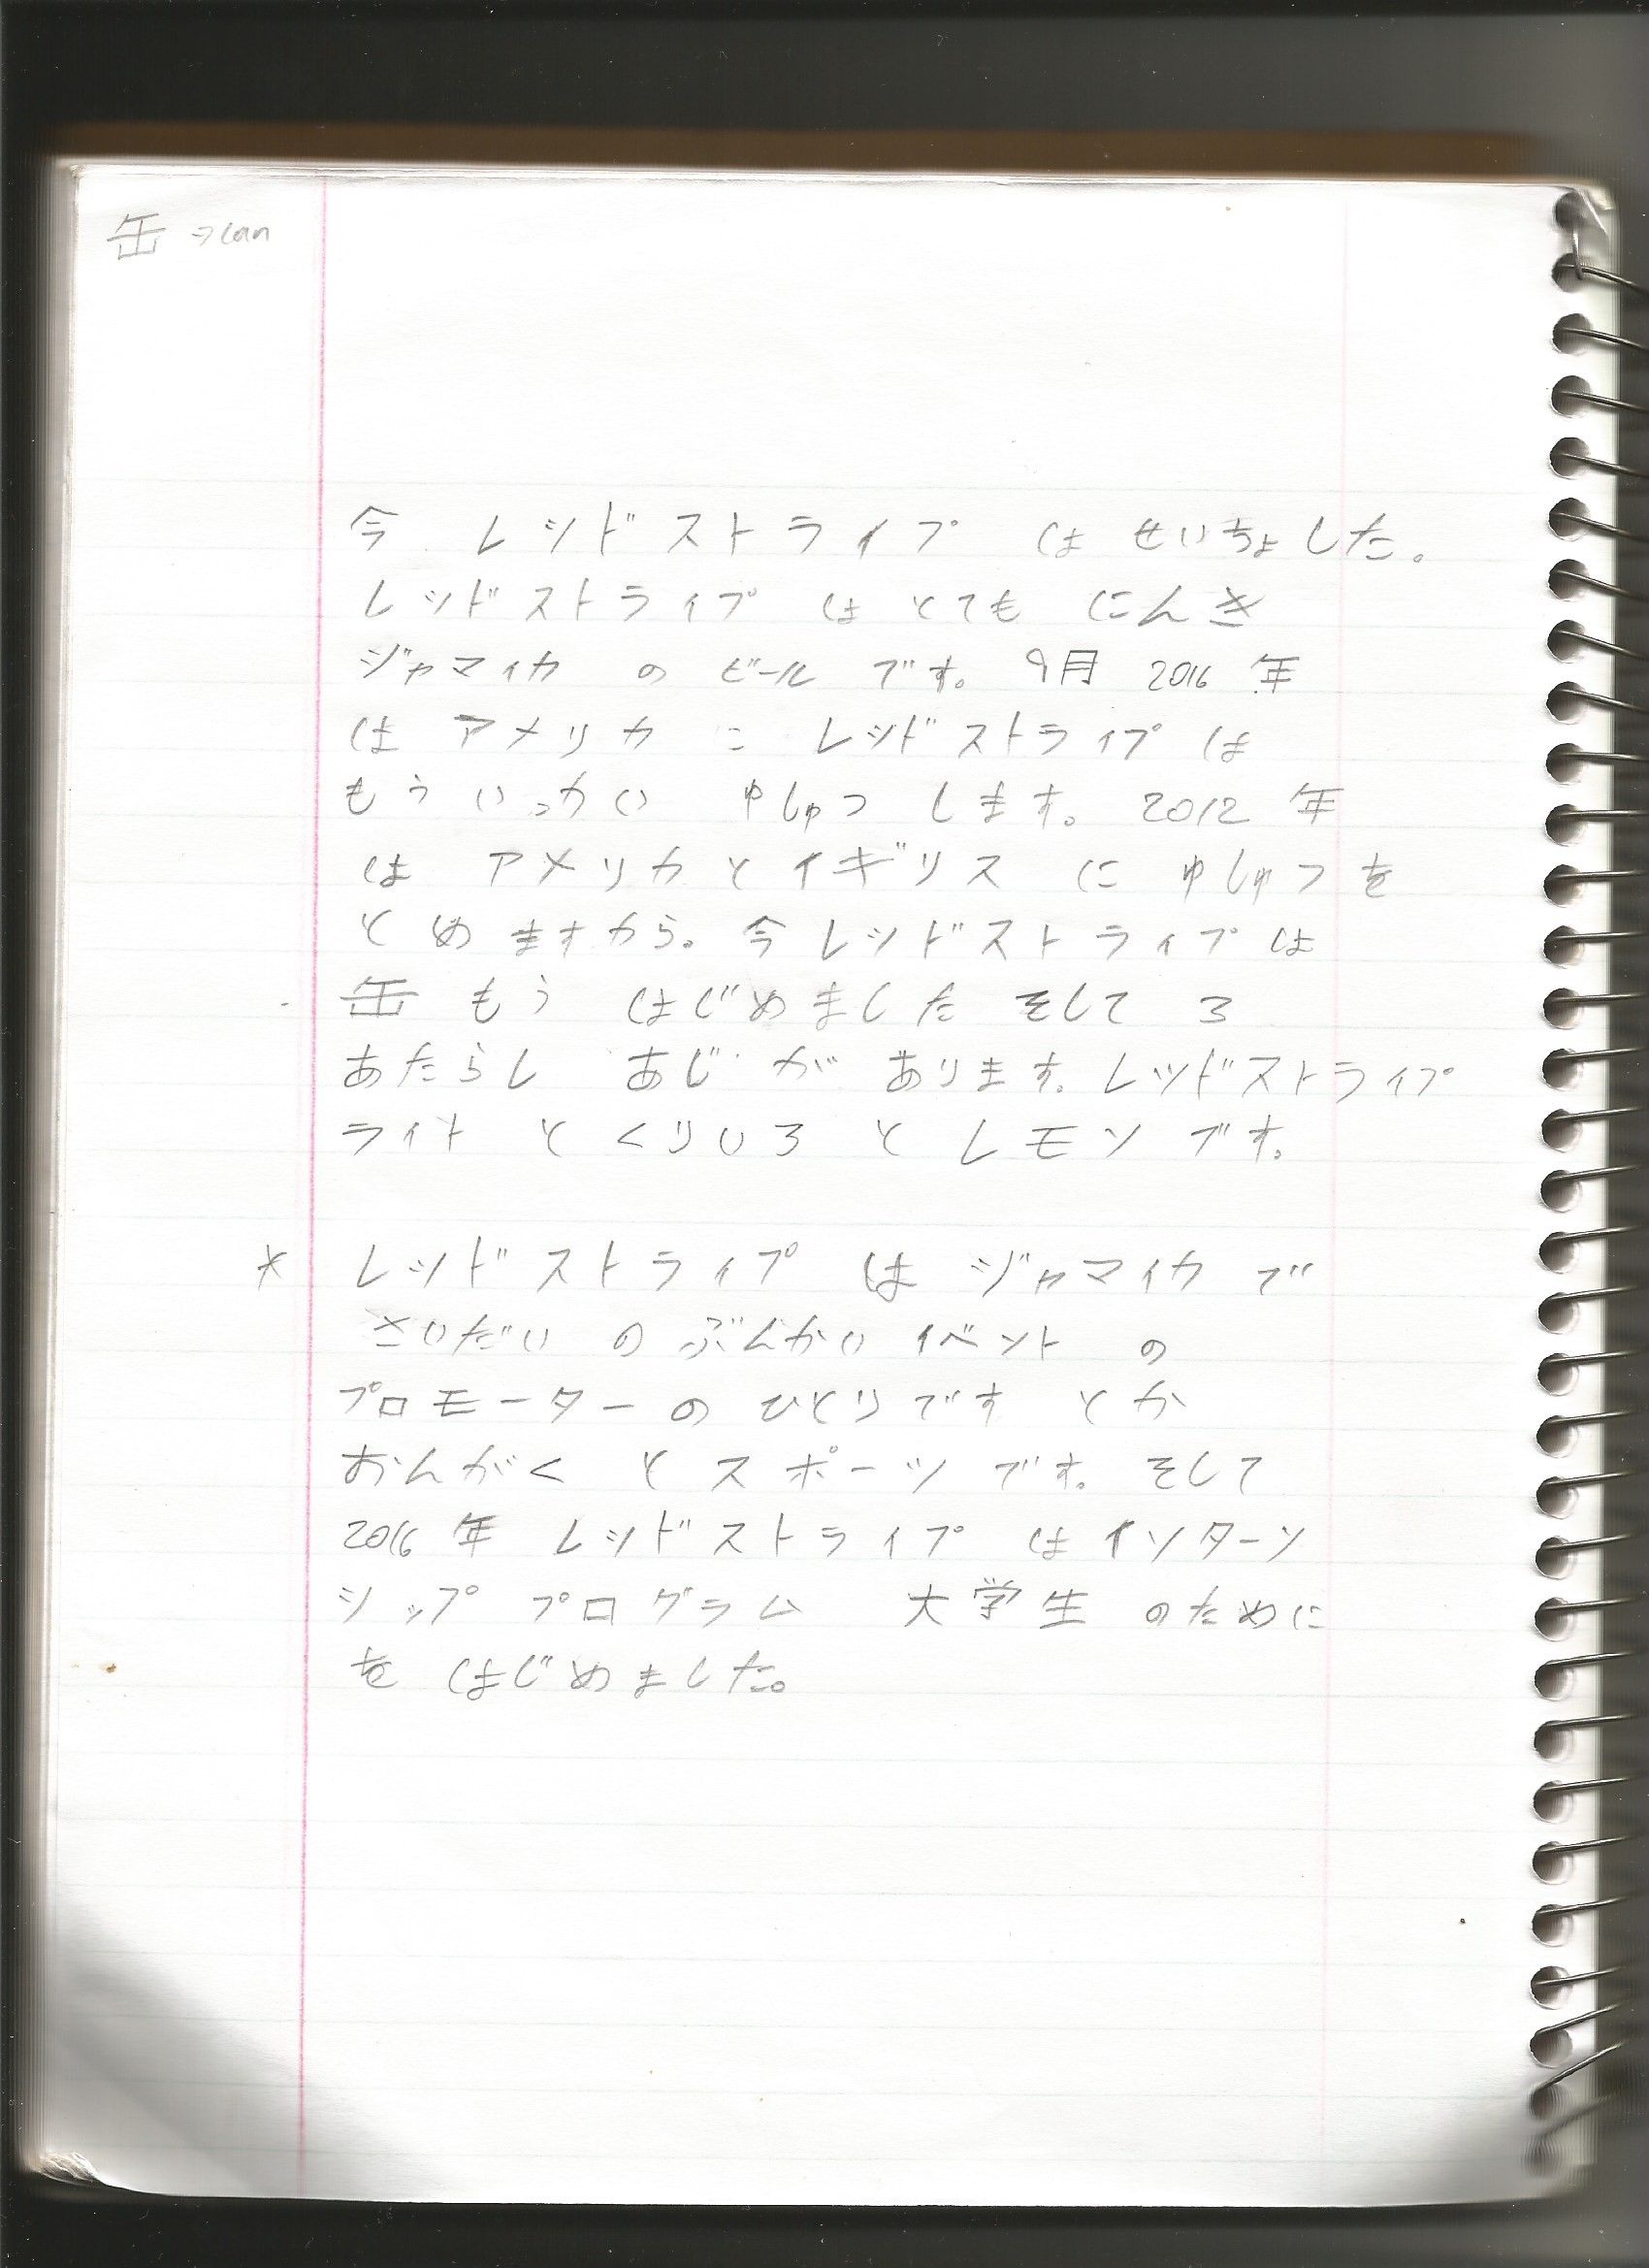 缶 →can
今 レッドストライプ は せいちょした。
レッドストライプ は とても にんき
ジャマイカ の ビール です。 9月 2016 年
は アメリカ に レッドストライプ は
もう いっかい ゆしゅつ します。 2012 年
は アメリカ と イギリス に ゆしゅつ を
とめますから。 今 レッドストライプ は
缶 もう はじめました そして 3
あたらし あじ が あります。 レッドストライプ
ライト と くりいろ と レモン です。
* レッドストライプ は ジャマイカ で
さいだい の ぶんかい イベント の
プロモーター の ひとりです とか
おんがく と スポーツ です。 そして
2016 年 レッドストライプ は インターン
シップ プログラム 大学生 のために
を はじめました。